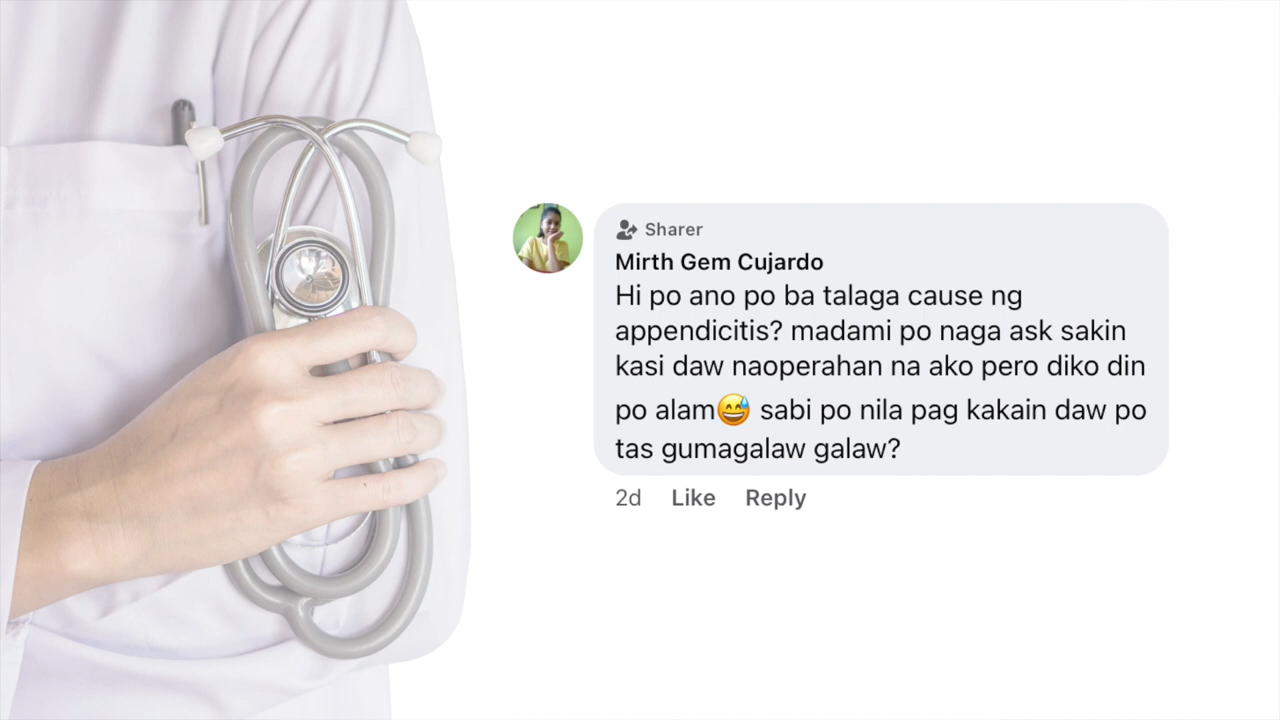 Sharer
Mirth Gem Cujardo
Hi po ano po ba talaga cause ng
appendicitis? madami po naga ask sakin
kasi daw naoperahan na ako pero diko din
po alam😅 sabi po nila pag kakain daw po
tas gumagalaw galaw?
2d Like Reply